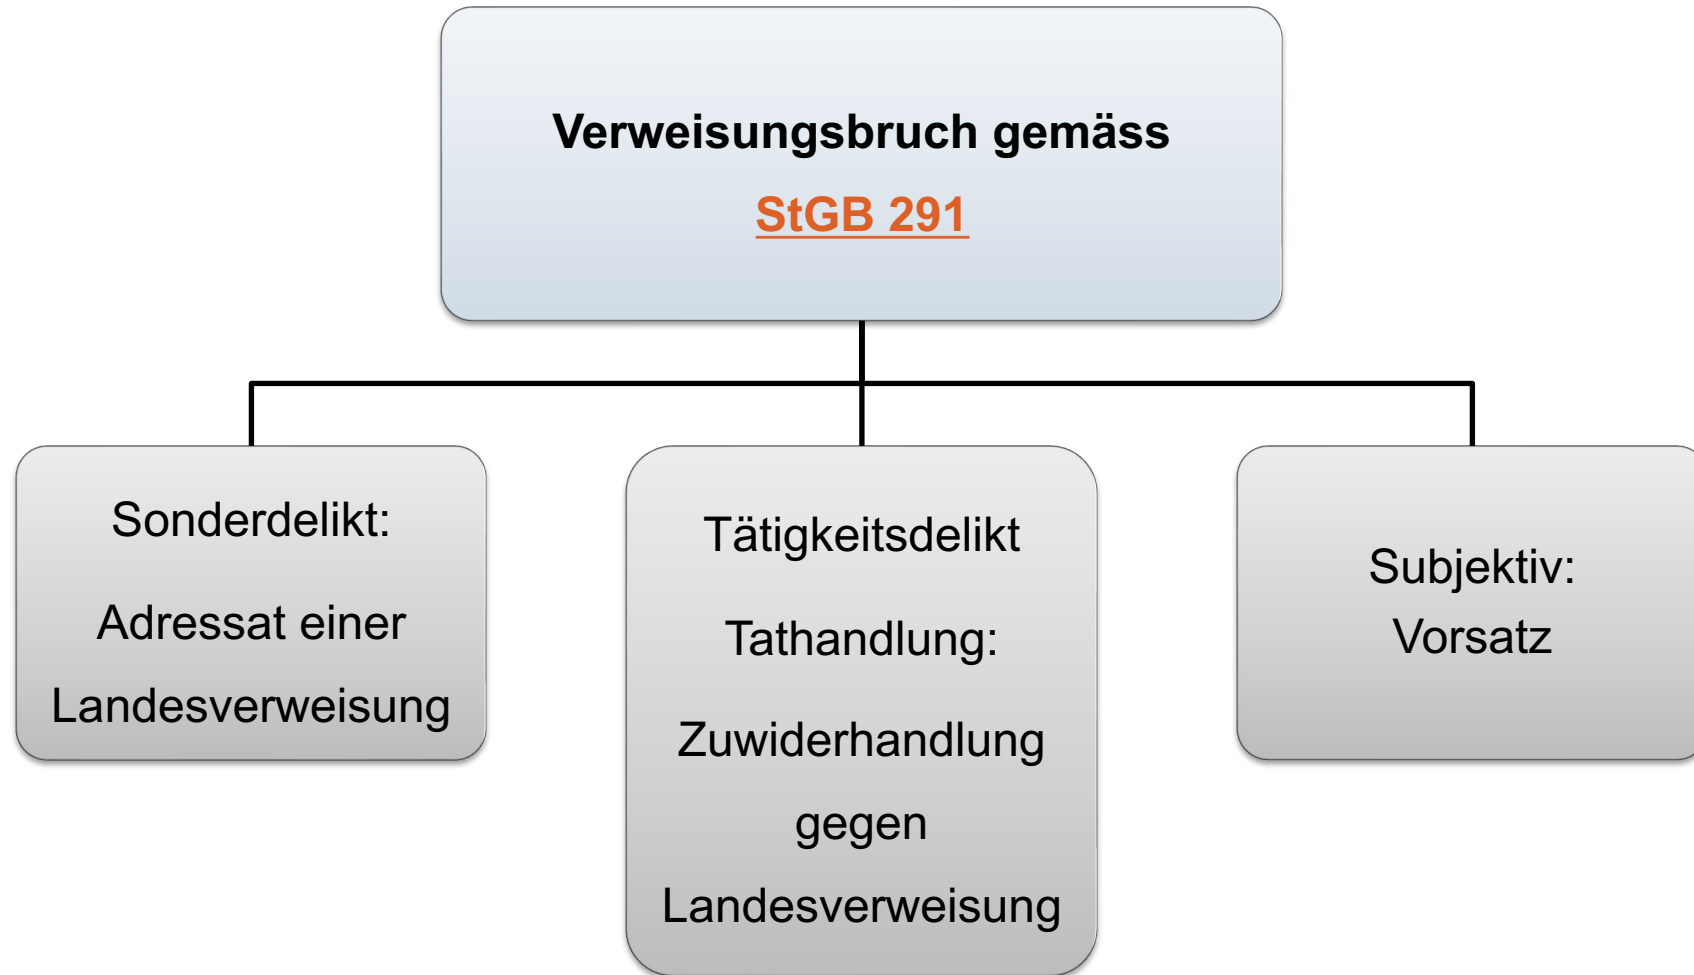 Verweisungsbruch gemäss
StGB 291
Sonderdelikt:
Adressat einer
Landesverweisung
Tätigkeitsdelikt
Tathandlung:
Zuwiderhandlung
gegen
Landesverweisung
Subjektiv:
Vorsatz